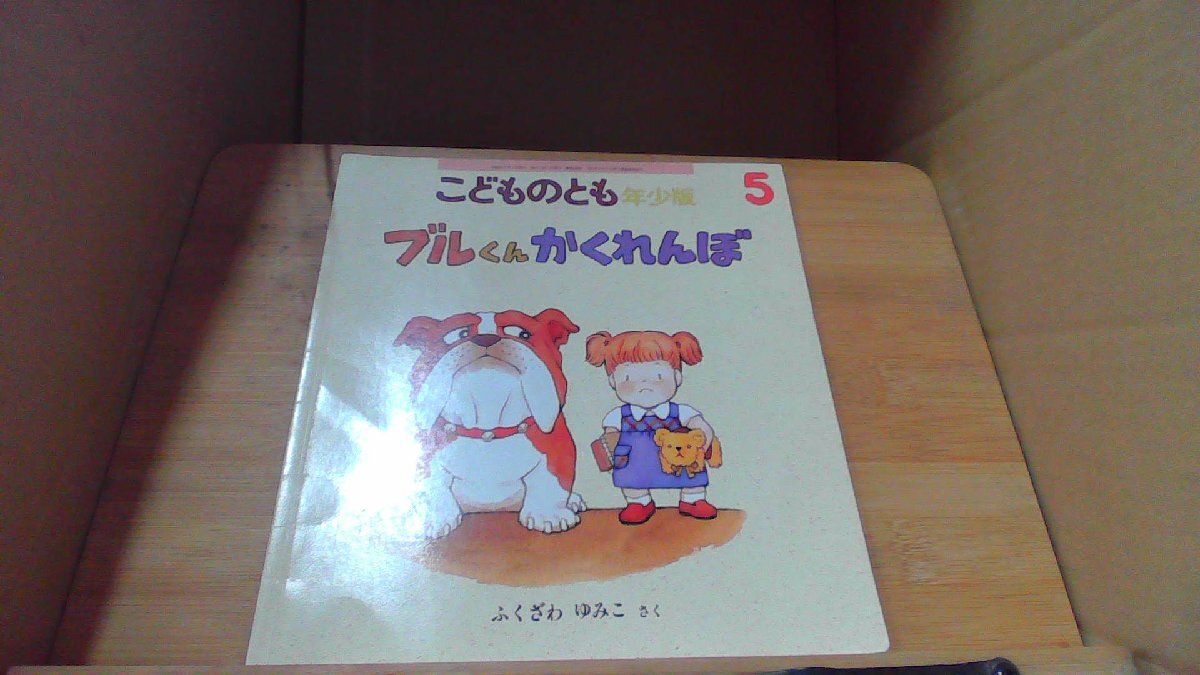 こどものとも 年少版 5
ブルくんかくれんぼ
ふくざわ ゆみこ さく